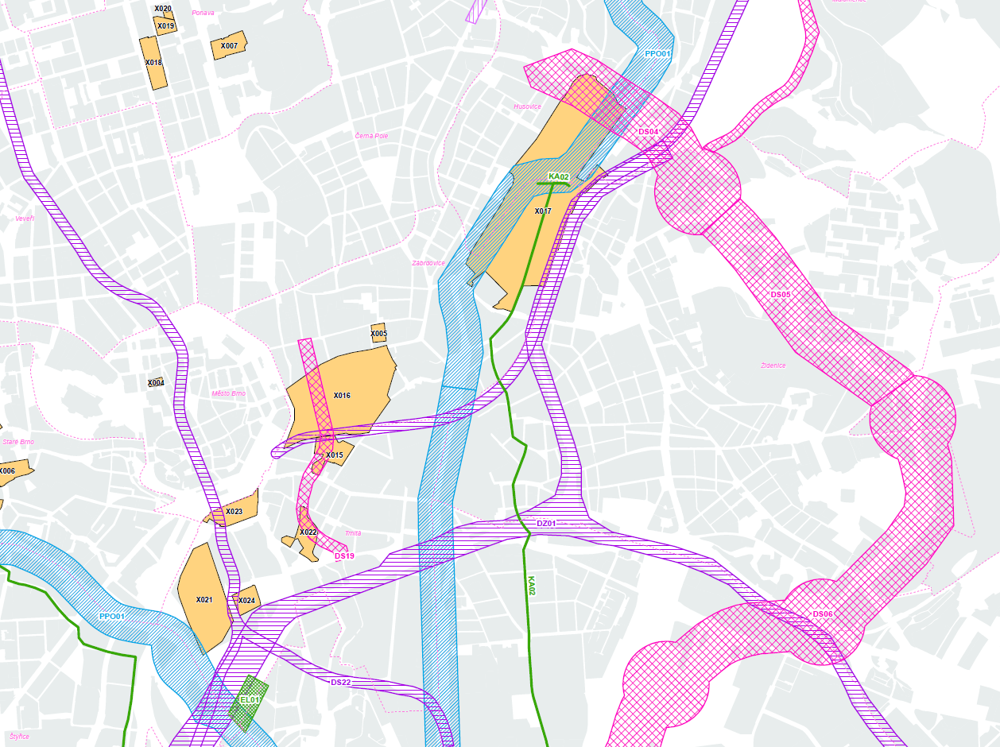 X020
Ponava
X019
X007
PPO01
X018
Husovice
DS04
Černá Pole
KA02
X017
Veveří
Zábrdovice
DS05
X005
Židenice
X004
X016
Město Brno
Staré Brno
X015
X006
X023
DZ01
X022
Trnitá
DS19
KA02
X021
X024
PPO01
DS06
DS22
EL01
Štýřice